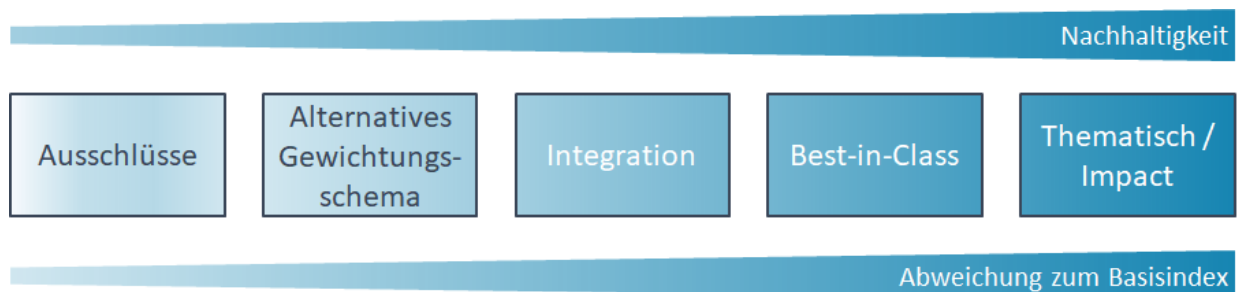 Nachhaltigkeit
Ausschlüsse
Alternatives
Gewichtungs-
schema
Integration
Best-in-Class
Thematisch /
Impact
Abweichung zum Basisindex